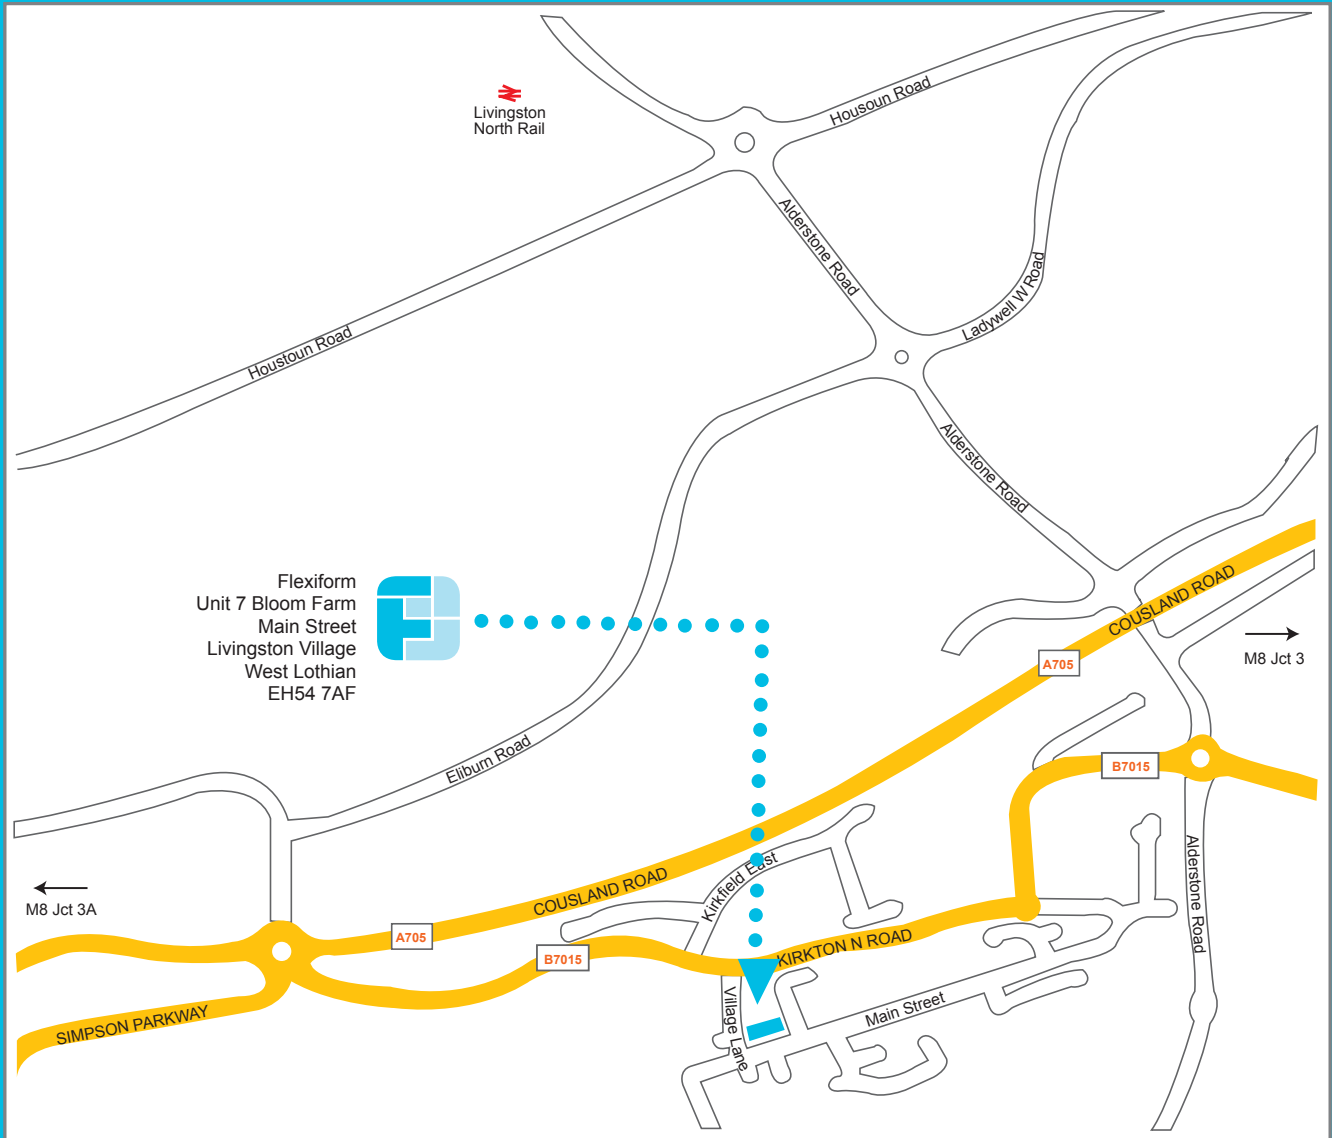 Housoun Road
Livingston
North Rail
Alderstone Road
Ladywell W Road
Houstoun Road
Alderstone Road
Flexiform
Unit 7 Bloom Farm
Main Street
Livingston Village
West Lothian
EH54 7AF
COUSLAND ROAD
A705
M8 Jct 3
Eliburn Road
B7015
Alderstone Road
Kirkfield East
COUSLAND ROAD
M8 Jct 3A
A705
B7015
KIRKTON N ROAD
SIMPSON PARKWAY
Village Lane
Main Street